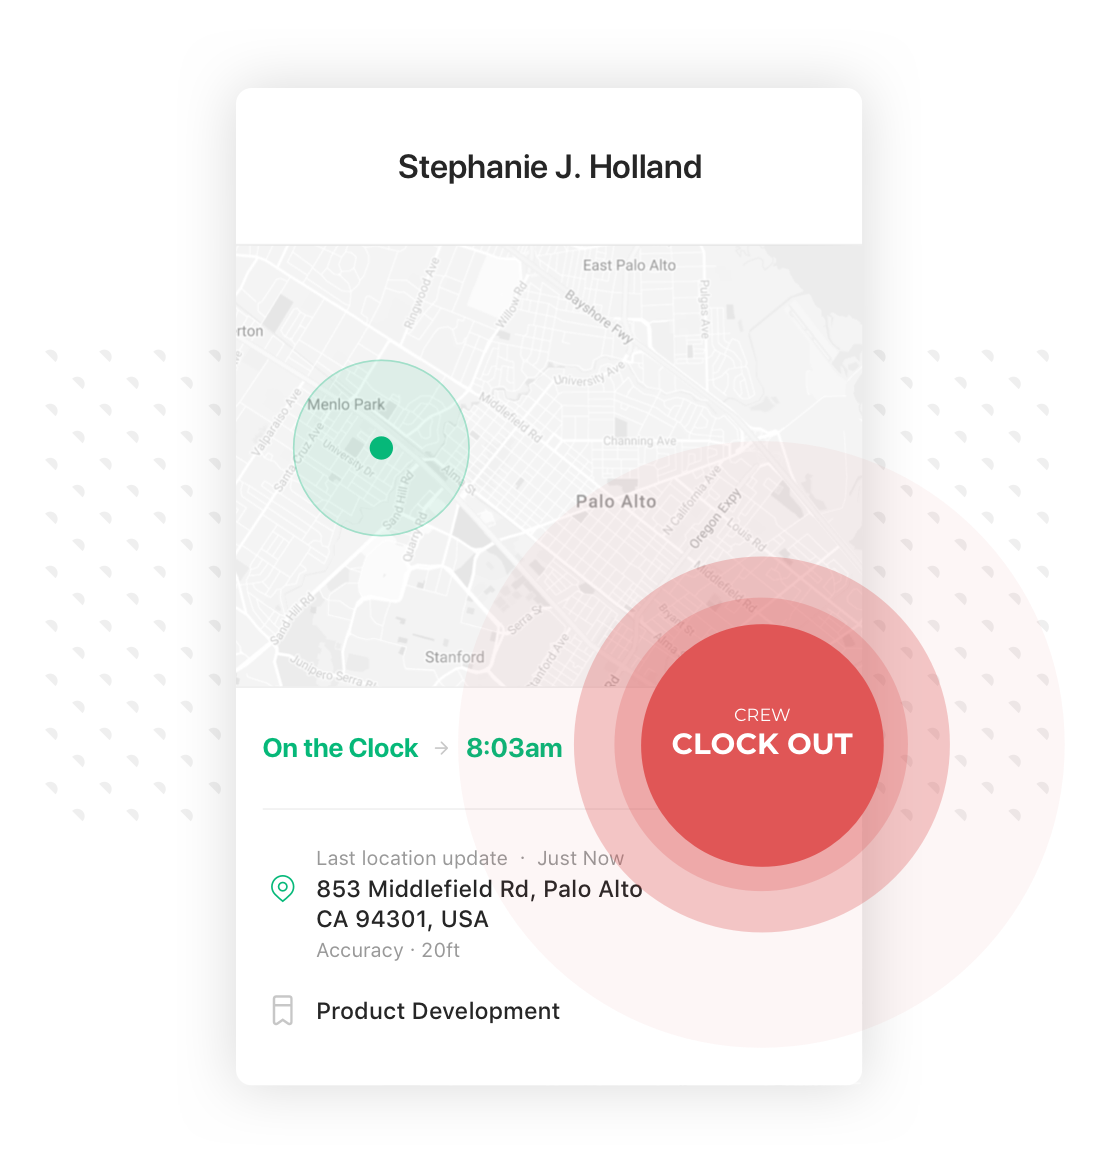 Stephanie J. Holland
East Palo Alto
Ringwood Ave
Willow Rd
Bayshore Fwy
Pulgas Ave
rton
University Ave
Menlo Park
Middlefield Rd
Valparaiso Ave
Santa Cruz Ave
University Dr
Channing Ave
Alma St
Sand Hill Rd
Palo Alto
N California Ave
Oregon Expy
Louis Rd
Quarry Rd
Middlefield Rd
Sand Hill Rd
Serra St
Bryant St
Alma St
Stanford
Stanford Ave
Junipero Serra
Rd
CREW
CLOCK OUT
On the Clock → 8:03am
Last location update · Just Now
853 Middlefield Rd, Palo Alto
CA 94301, USA
Accuracy · 20ft
Product Development